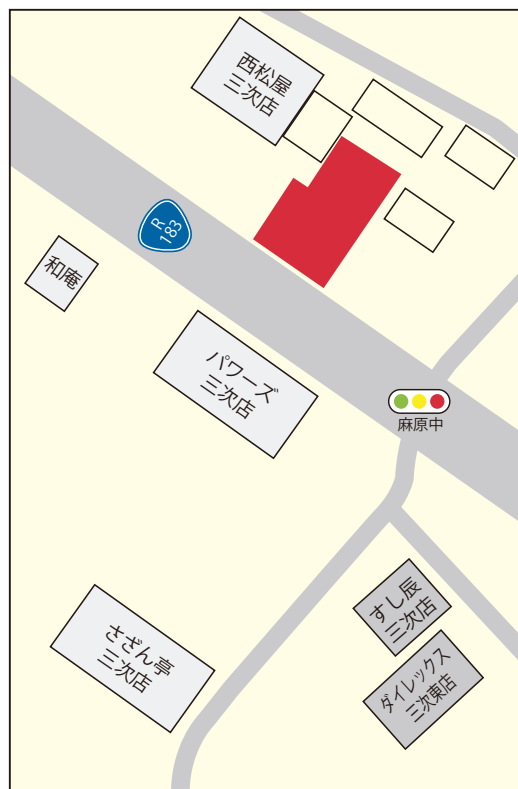 西松屋
三次店
R
183
和庵
パワーズ
三次店
麻原中
すし辰
三次店
さざん亭
三次店
ダイレックス
三次東店